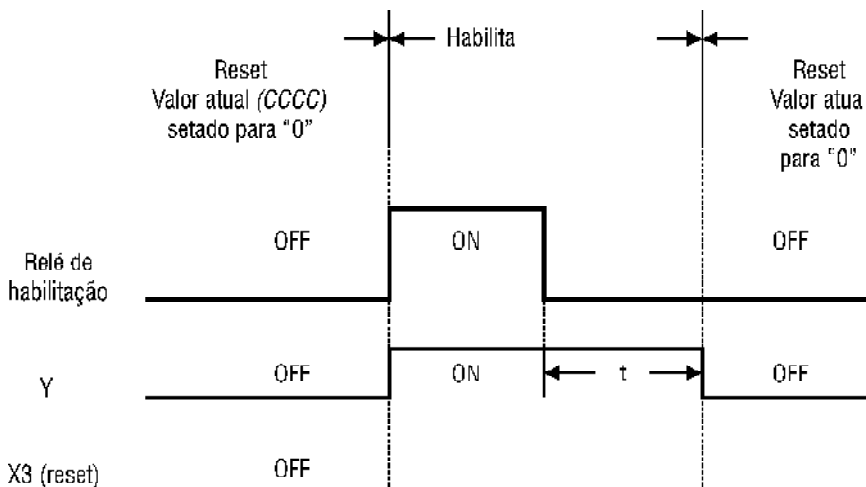 Habilita
Reset
Valor atual (CCCC)
setado para "0"
Reset
Valor atua
setado
para "0"
Relé de
habilitação
OFF
ON
OFF
Y
OFF
ON
t
OFF
X3 (reset)
OFF